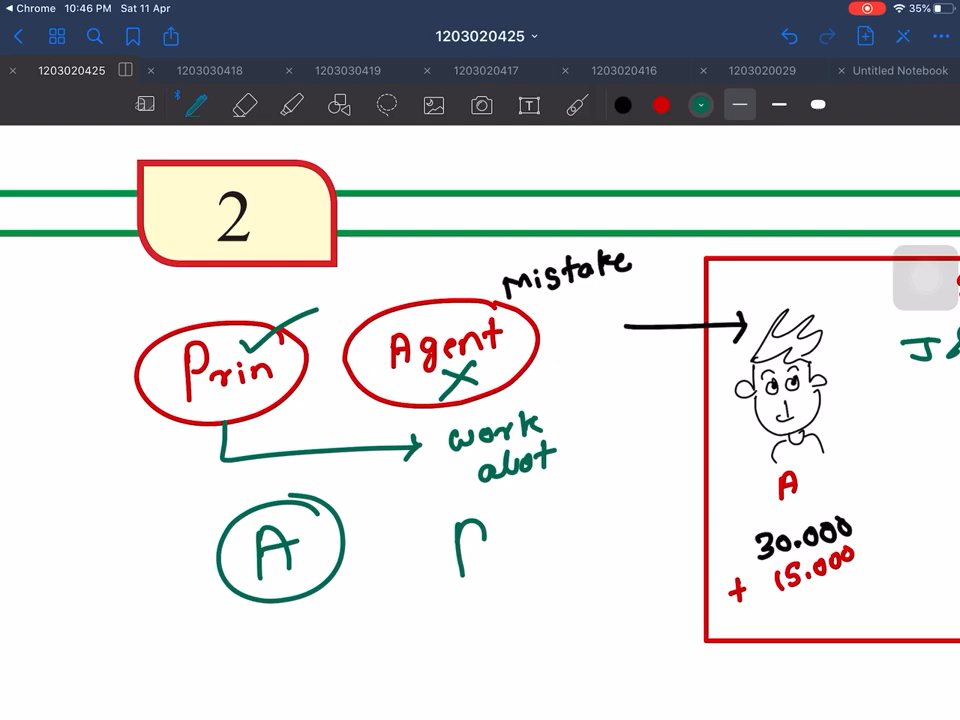 Chrome 10:46 PM Sat 11 Apr 35%
1203020425
1203020425 1203030418 1203030419 1203020417 1203020416 1203020029 Untitled Notebook
T
2
Mistake
Prin Agent
work
alot
A
J
A
30.000
+ 15.000